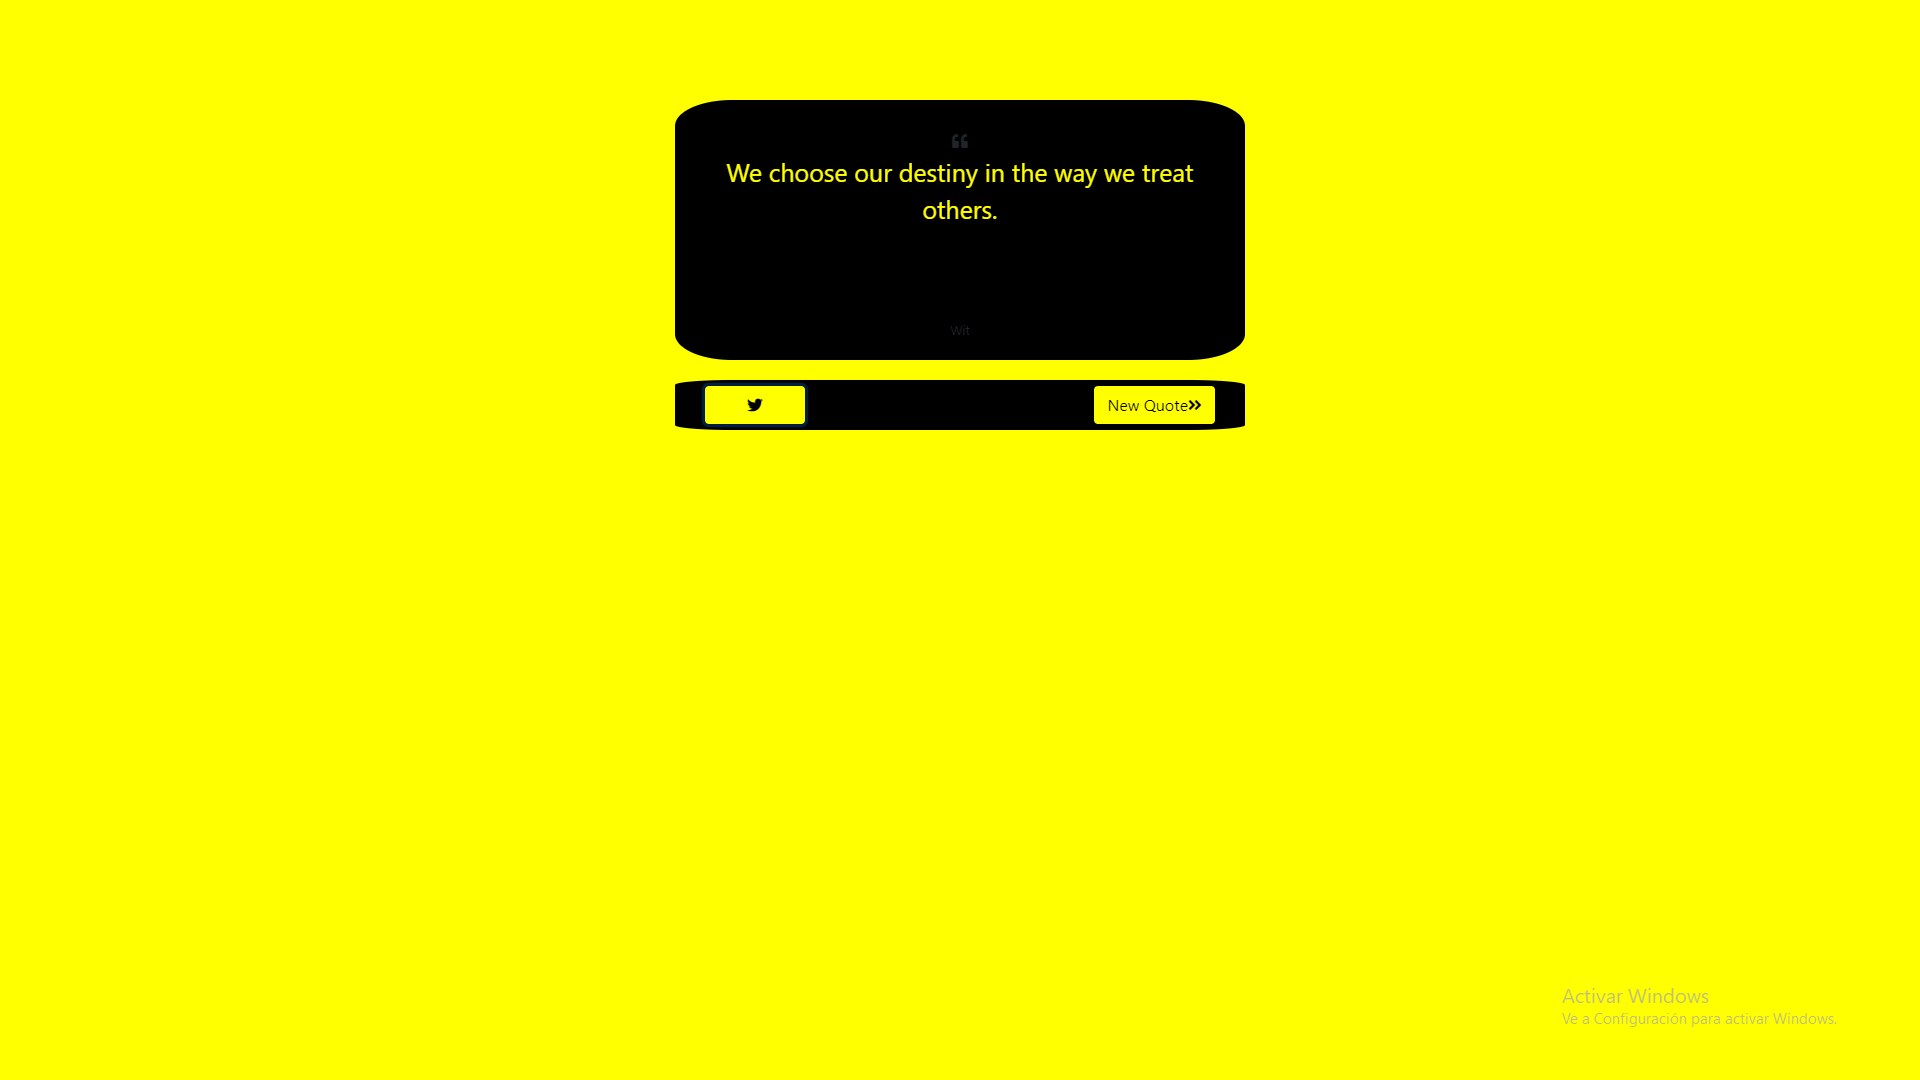 We choose our destiny in the way we treat
others.
Wit
New Quote
Activar Windows
Ve a Configuración para activar Windows.